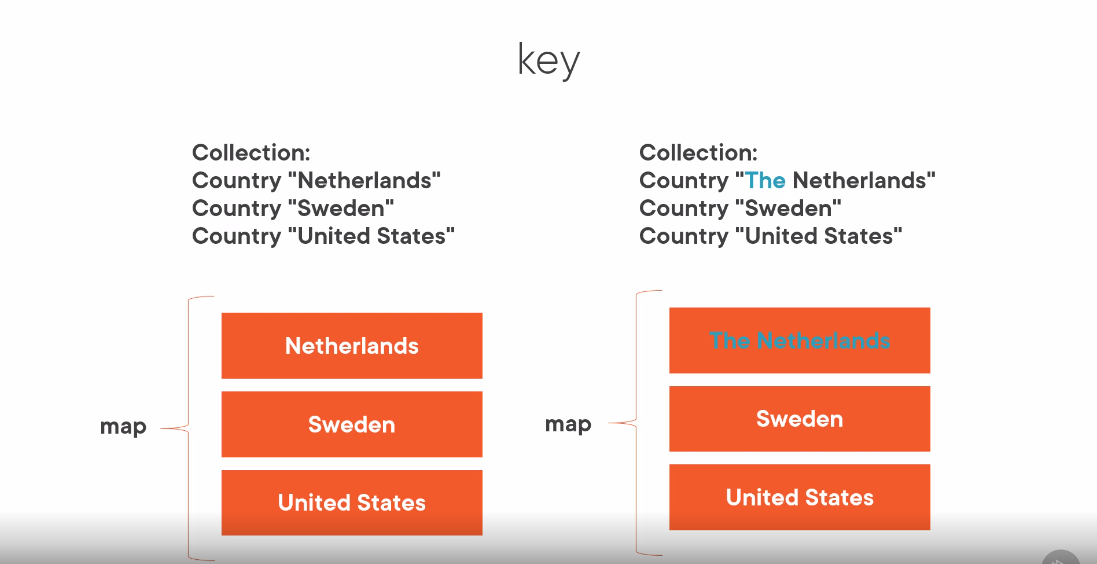 key
Collection:
Country "Netherlands"
Country "Sweden"
Country "United States"
map
Netherlands
Sweden
United States
Collection:
Country "The Netherlands"
Country "Sweden"
Country "United States"
map
The Netherlands
Sweden
United States